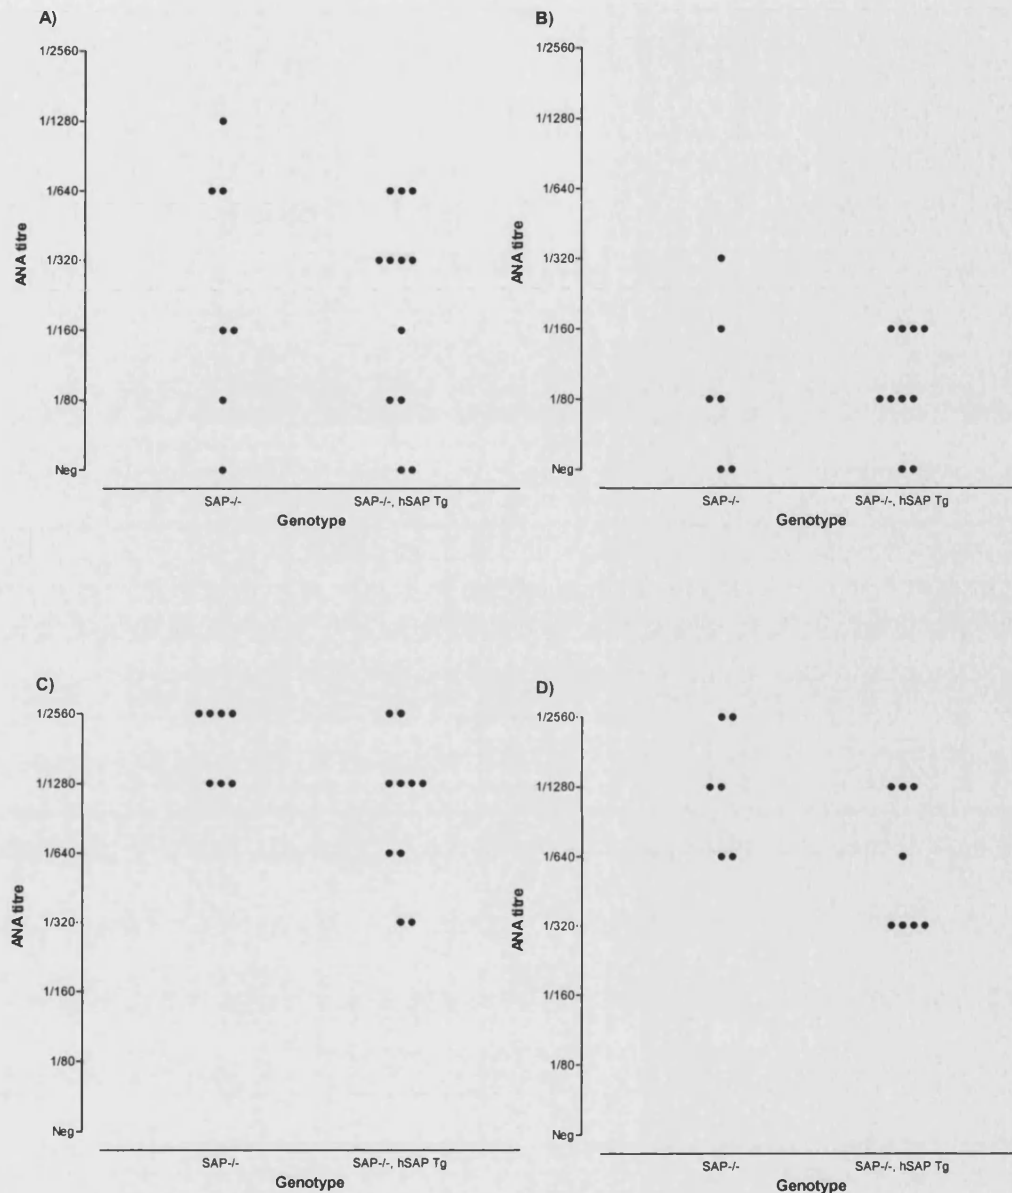 A)
1/2560
1/1280
1/640
1/320
1/160
1/80
Neg
ANA titre
SAP-/-
SAP-/-, hSAP Tg
Genotype
B)
1/2560
1/1280
1/640
1/320
1/160
1/80
Neg
ANA titre
SAP-/-
SAP-/-, hSAP Tg
Genotype
C)
1/2560
1/1280
1/640
1/320
1/160
1/80
Neg
ANA titre
SAP-/-
SAP-/-, hSAP Tg
Genotype
D)
1/2560
1/1280
1/640
1/320
1/160
1/80
Neg
ANA titre
SAP-/-
SAP-/-, hSAP Tg
Genotype